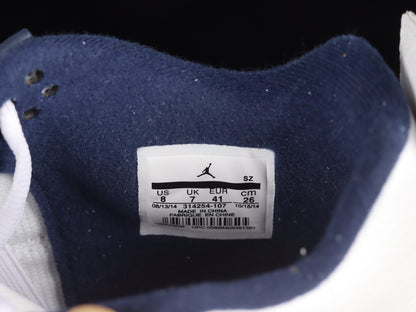 SZ
US UK EUR cm
8 7 41 26
08/13/14 314254-107 10/18/14
MADE IN CHINA
FABRIQUE EN CHINE